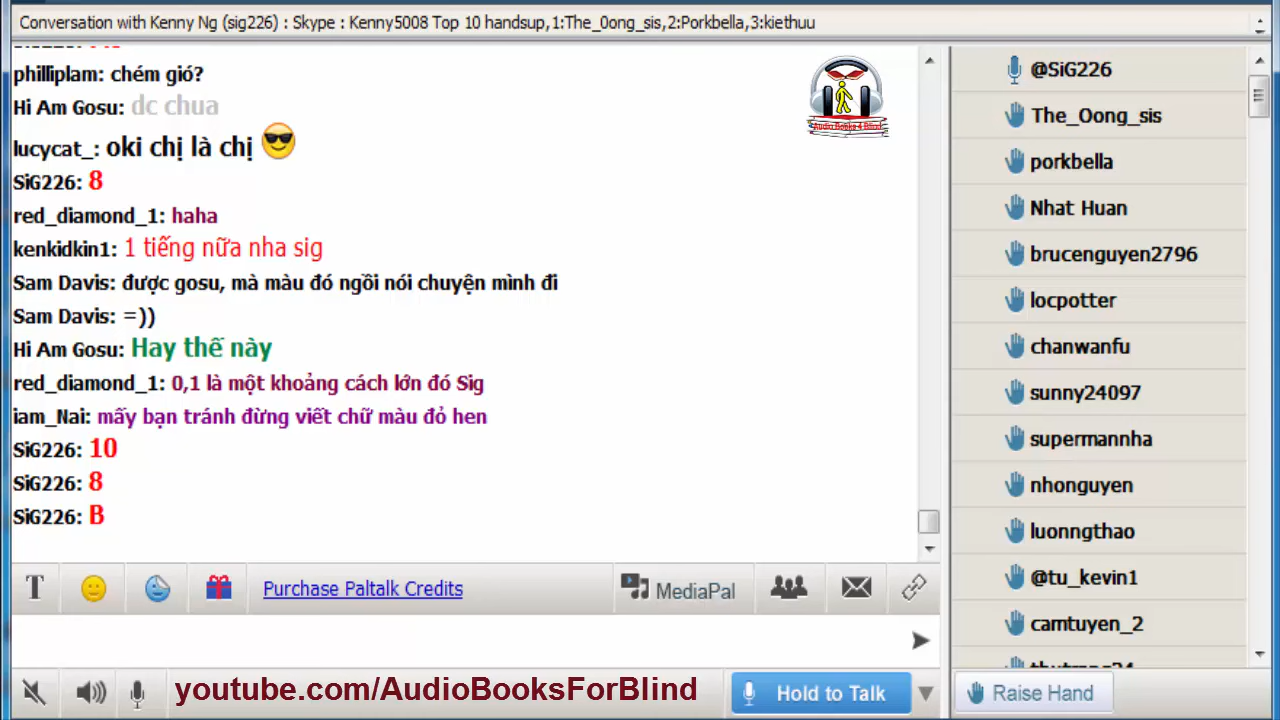 Conversation with Kenny Ng (sig226) : Skype : Kenny5008 Top 10 handsup,1:The_0ong_sis,2:Porkbella,3:kiethuu
philliplam: chém gió?
Hi Am Gosu: dc chua
lucycat_: oki chị là chị
SiG226: 8
red_diamond_1: haha
kenkidkin1: 1 tiếng nữa nha sig
Sam Davis: được gosu, mà màu đó ngồi nói chuyện mình đi
Sam Davis: =))
Hi Am Gosu: Hay thế này
red_diamond_1: 0,1 là một khoảng cách lớn đó Sig
iam_Nai: mấy bạn tránh đừng viết chữ màu đỏ hen
SiG226: 10
SiG226: 8
SiG226: B
Audio Books 4 Blind
T
Purchase Paltalk Credits
MediaPal
youtube.com/AudioBooksForBlind
Hold to Talk
@SiG226
The_Oong_sis
porkbella
Nhat Huan
brucenguyen2796
locpotter
chanwanfu
sunny24097
supermannha
nhonguyen
luonngthao
@tu_kevin1
camtuyen_2
Raise Hand